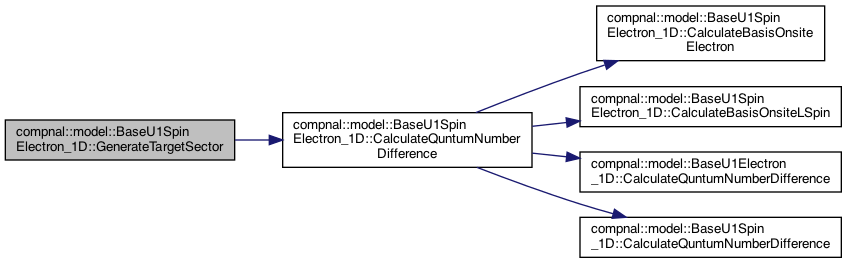 compnal::model::BaseU1Spin
Electron_1D::GenerateTargetSector
compnal::model::BaseU1Spin
Electron_1D::CalculateQuntumNumber
Difference
compnal::model::BaseU1Spin
Electron_1D::CalculateBasisOnsite
Electron
compnal::model::BaseU1Spin
Electron_1D::CalculateBasisOnsiteLSpin
compnal::model::BaseU1Electron
_1D::CalculateQuntumNumberDifference
compnal::model::BaseU1Spin
_1D::CalculateQuntumNumberDifference